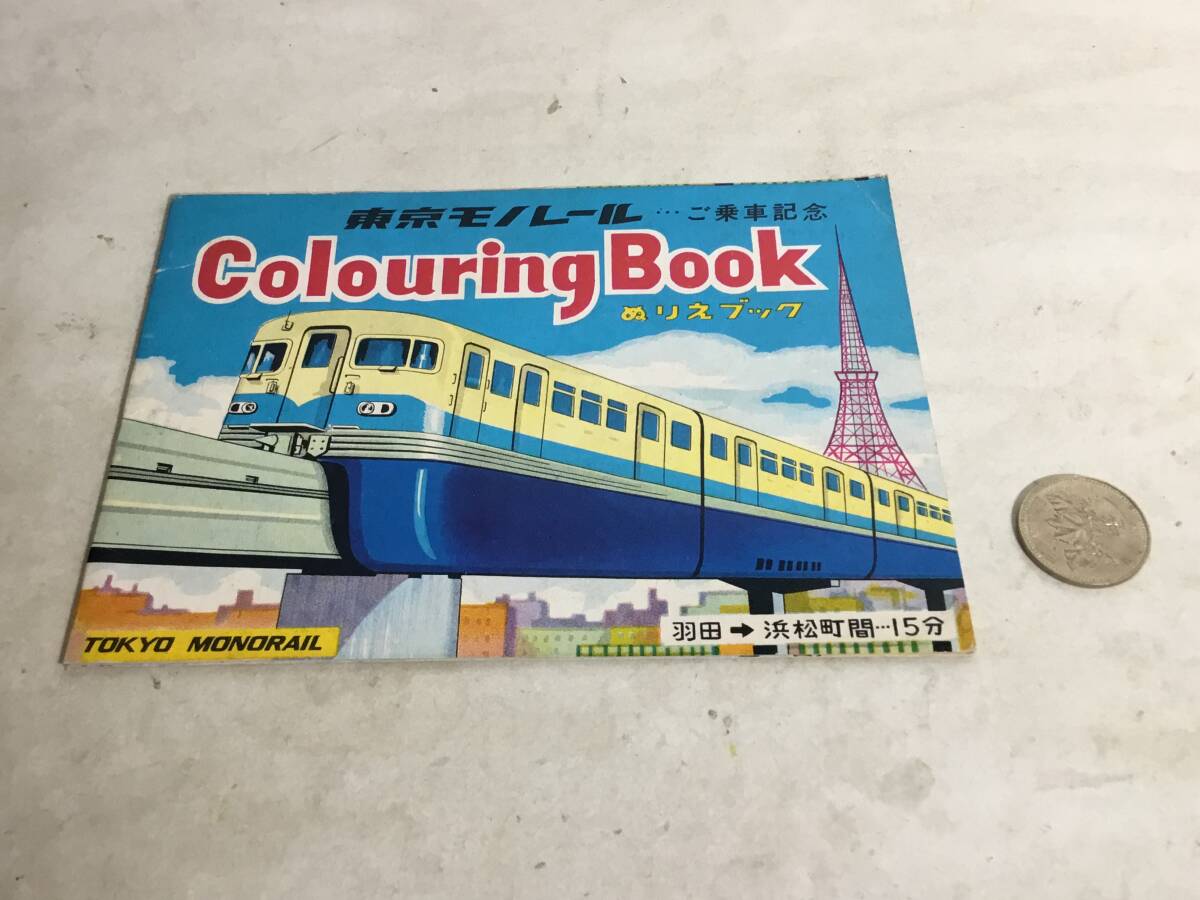 東京モノレール…ご乗車記念
Colouring Book
ぬりえブック
TOKYO MONORAIL
羽田→浜松町間…15分